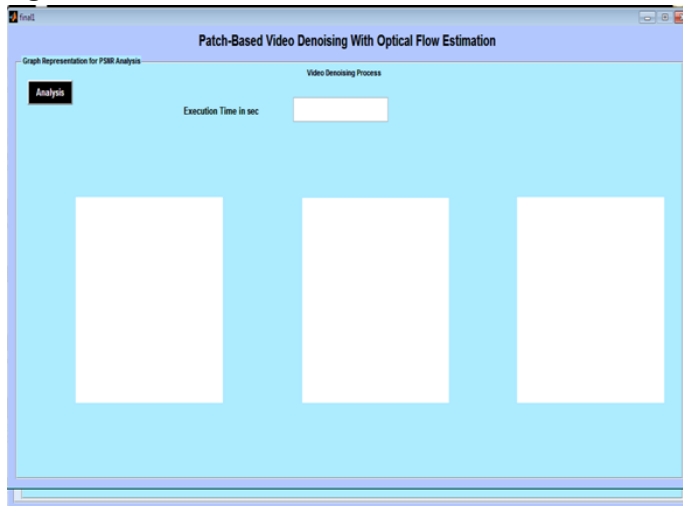 final1
Patch-Based Video Denoising With Optical Flow Estimation
Graph Representation for PSNR Analysis
Video Denoising Process
Analysis
Execution Time in sec